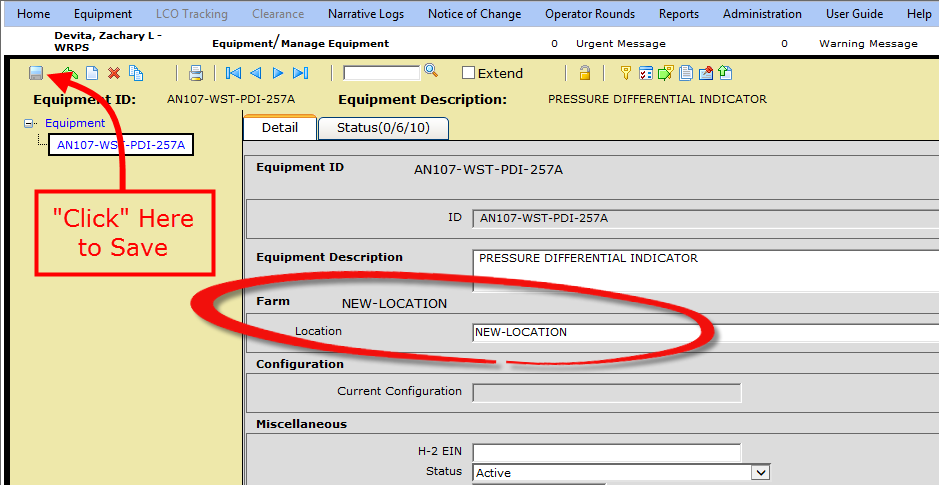 Home Equipment LCO Tracking Clearance Narrative Logs Notice of Change Operator Rounds Reports Administration User Guide Help
Devita, Zachary L -
WRPS
Equipment/Manage Equipment 0 Urgent Message 0 Warning Message
Extend
Equipment ID: AN107-WST-PDI-257A Equipment Description: PRESSURE DIFFERENTIAL INDICATOR
Equipment
AN107-WST-PDI-257A
"Click" Here
to Save
Detail Status(0/6/10)
Equipment ID AN107-WST-PDI-257A
ID AN107-WST-PDI-257A
Equipment Description PRESSURE DIFFERENTIAL INDICATOR
Farm NEW-LOCATION
Location NEW-LOCATION
Configuration
Current Configuration
Miscellaneous
H-2 EIN
Status Active